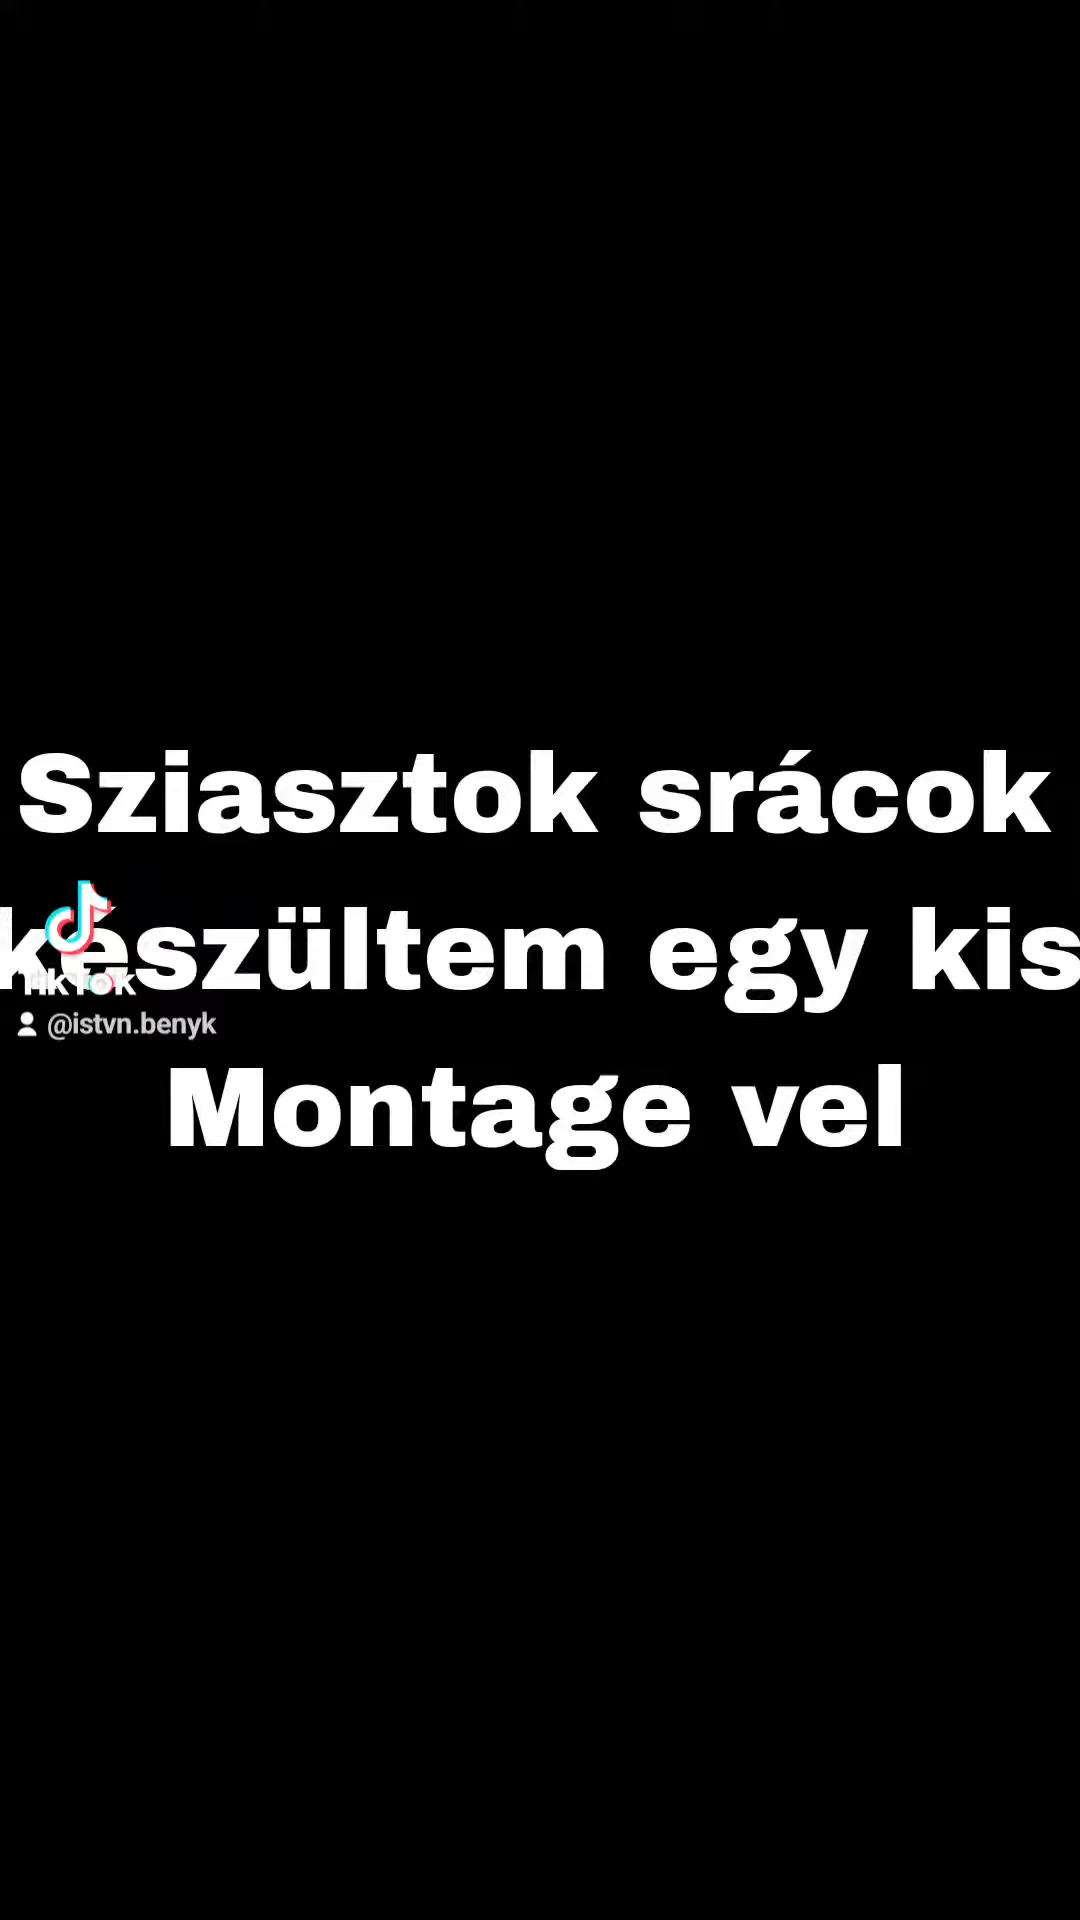 Sziasztok srácok
készültem egy kis
TikTok
@istvn.benyk
Montage vel